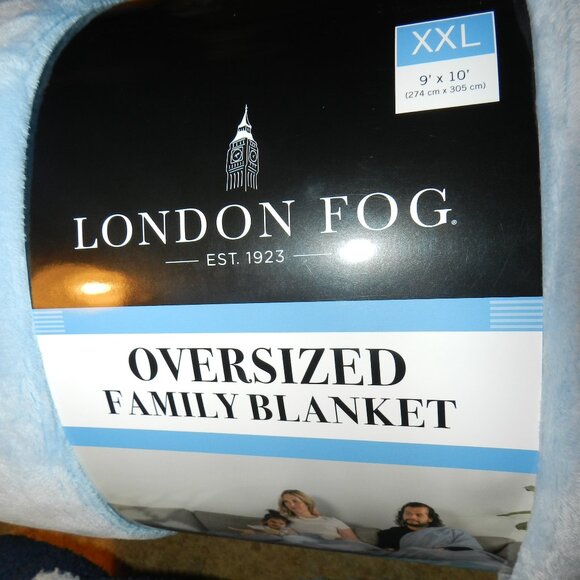 XXL
9' x 10'
(274 cm x 305 cm)
LONDON FOG®
EST. 1923
OVERSIZED
FAMILY BLANKET